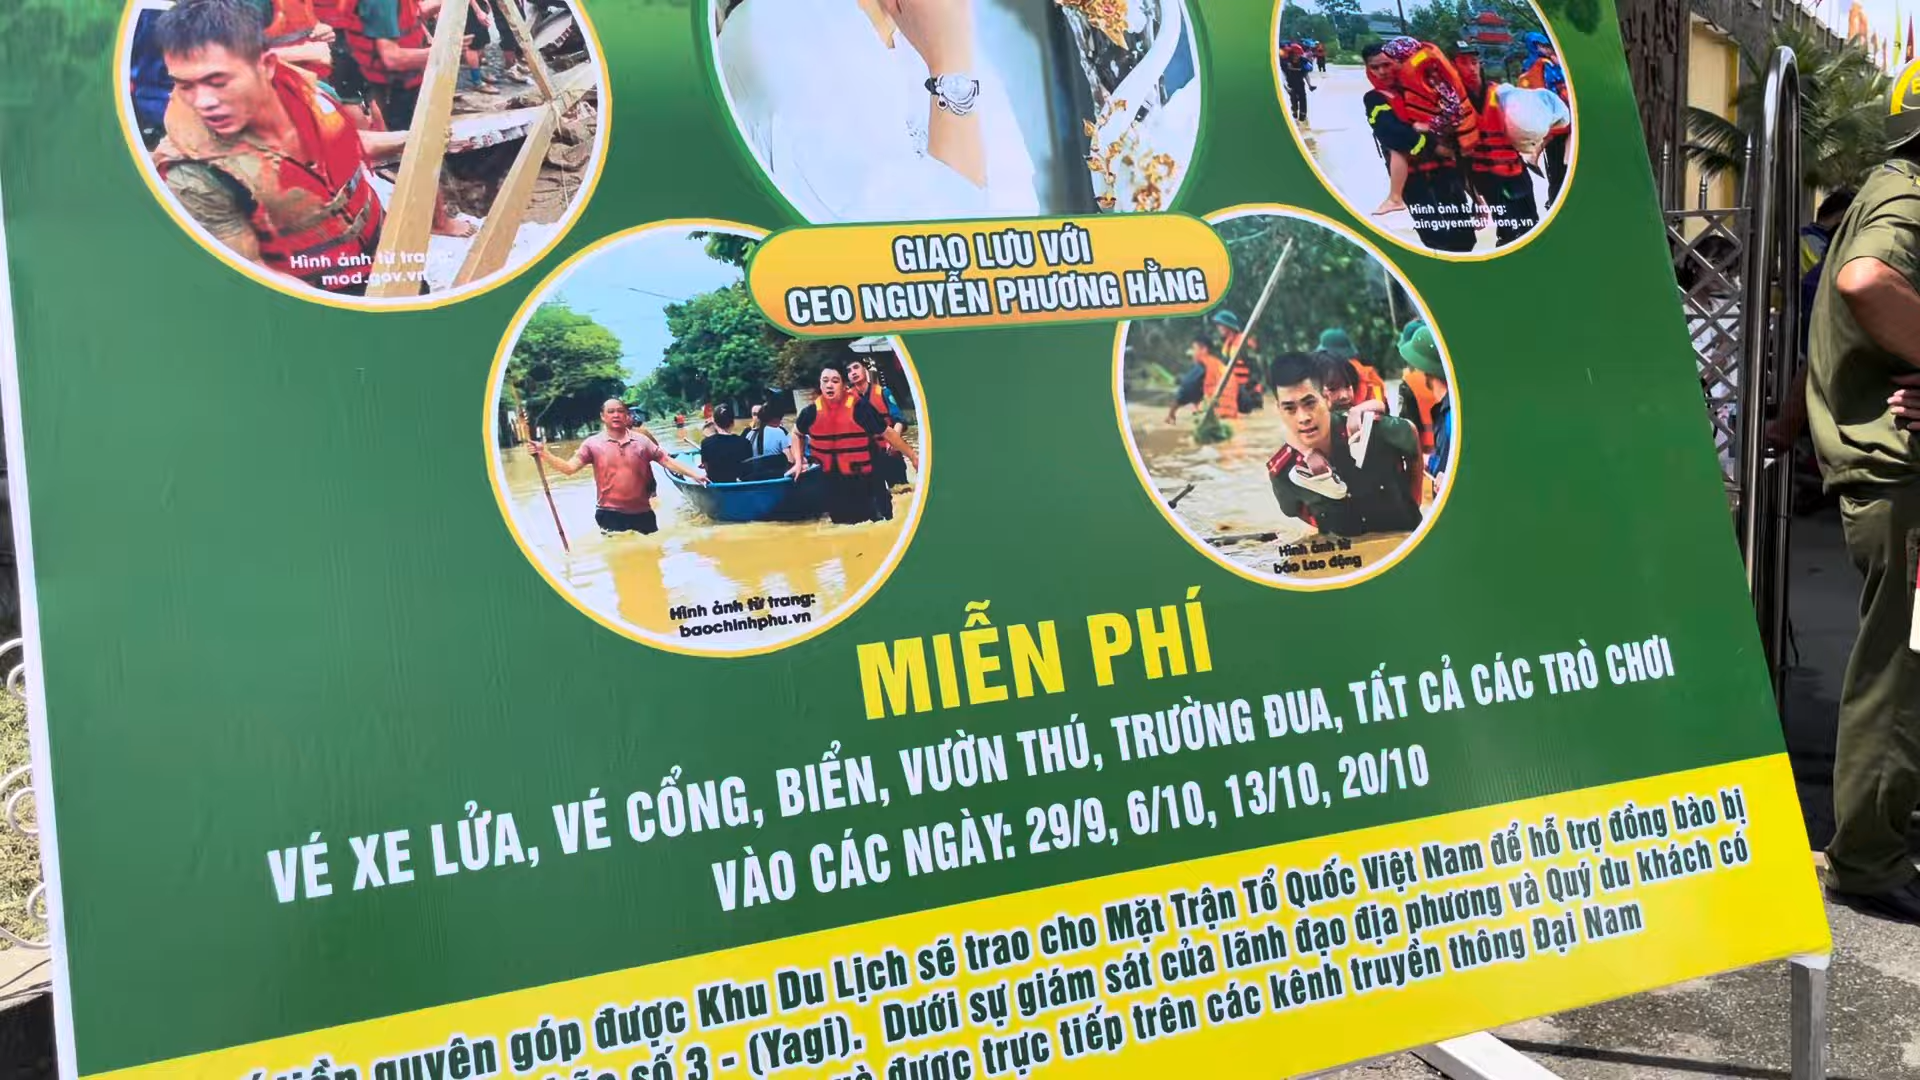 Hình ảnh từ trang:
ainguyenmoitruong.vn
Hình ảnh từ trang:
mod.gov.vn
GIAO LƯU VỚI
CEO NGUYỄN PHƯƠNG HẰNG
Hình ảnh từ
báo Lao động
Hình ảnh từ trang:
baochinhphu.vn
MIỄN PHÍ
VÉ XE LỬA, VÉ CỔNG, BIỂN, VƯỜN THÚ, TRƯỜNG ĐUA, TẤT CẢ CÁC TRÒ CHƠI
VÀO CÁC NGÀY: 29/9, 6/10, 13/10, 20/10
tiền quyên góp được Khu Du Lịch sẽ trao cho Mặt Trận Tổ Quốc Việt Nam để hỗ trợ đồng bào bị
số 3 - (Yagi). Dưới sự giám sát của lãnh đạo địa phương và Quý du khách có
được trực tiếp trên các kênh truyền thông Đại Nam